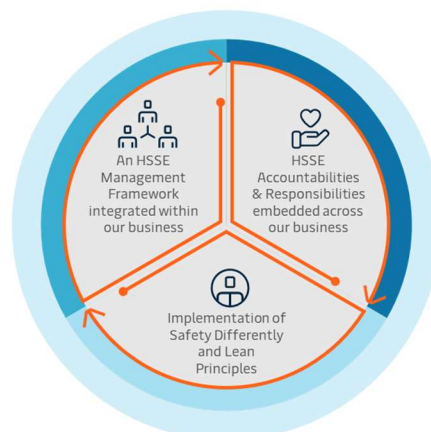 An HSSE
Management
Framework
integrated within
our business
HSSE
Accountabilities
& Responsibilities
embedded across
our business
Implementation of
Safety Differently
and Lean
Principles